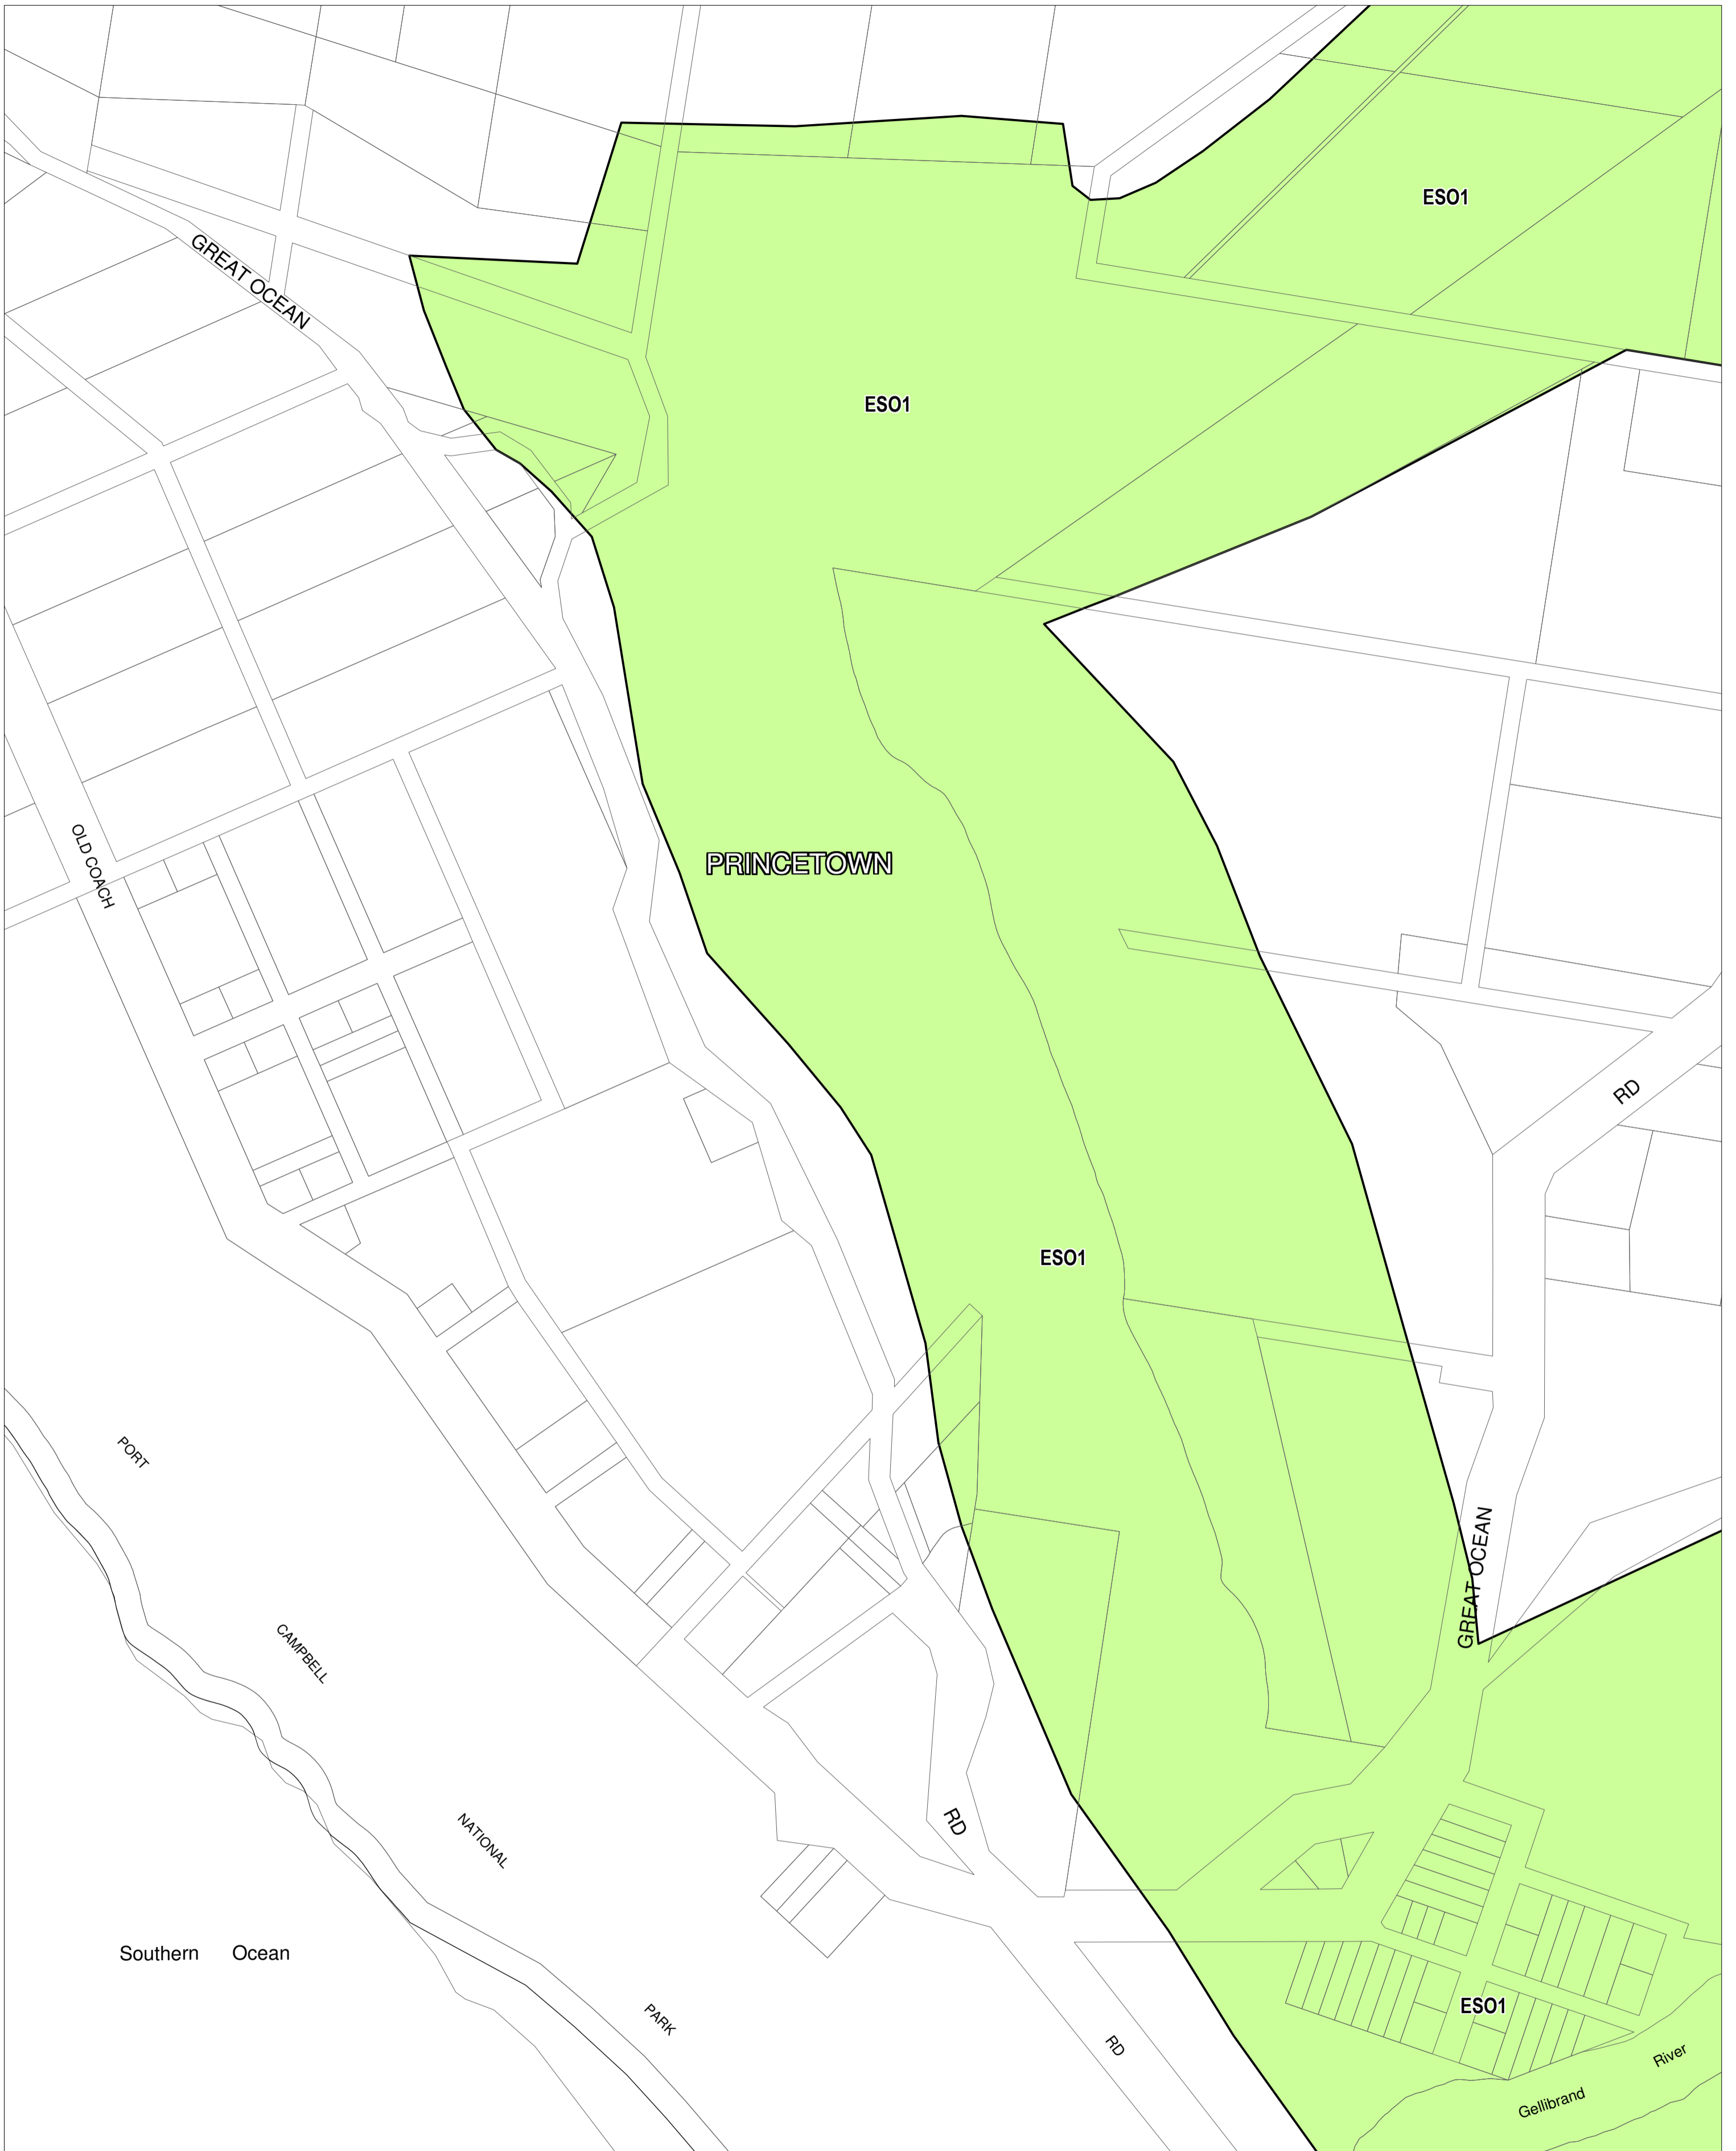 ESO1
GREAT OCEAN
ESO1
OLD COACH
PRINCETOWN
RD
ESO1
PORT
GREAT OCEAN
CAMPBELL
RD
NATIONAL
Southern Ocean
ESO1
PARK
RD
River
Gellibrand